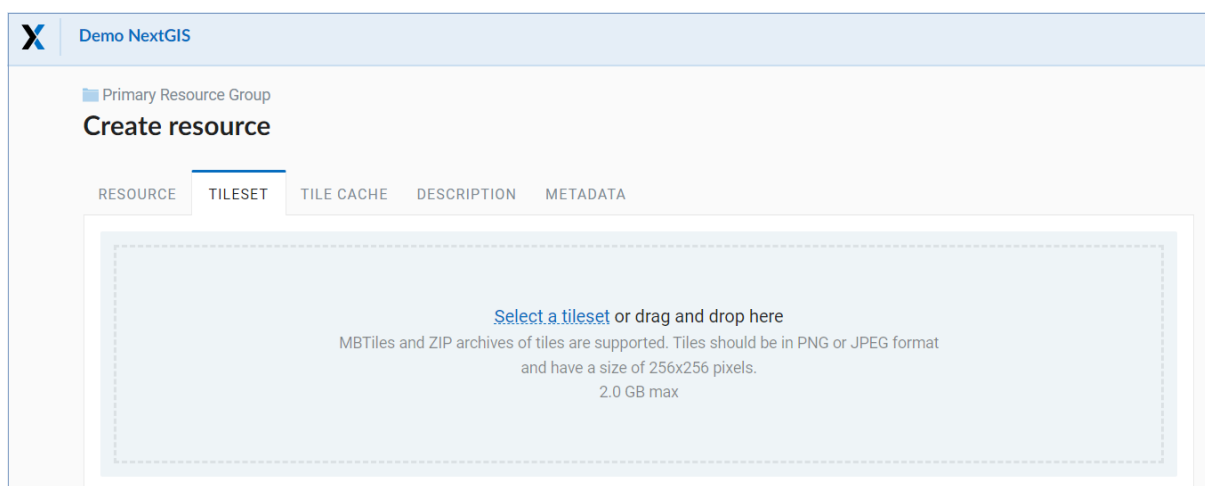 Demo NextGIS
Primary Resource Group
Create resource
RESOURCE TILESET TILE CACHE DESCRIPTION METADATA
Select a tileset or drag and drop here
MBTiles and ZIP archives of tiles are supported. Tiles should be in PNG or JPEG format
and have a size of 256x256 pixels.
2.0 GB max